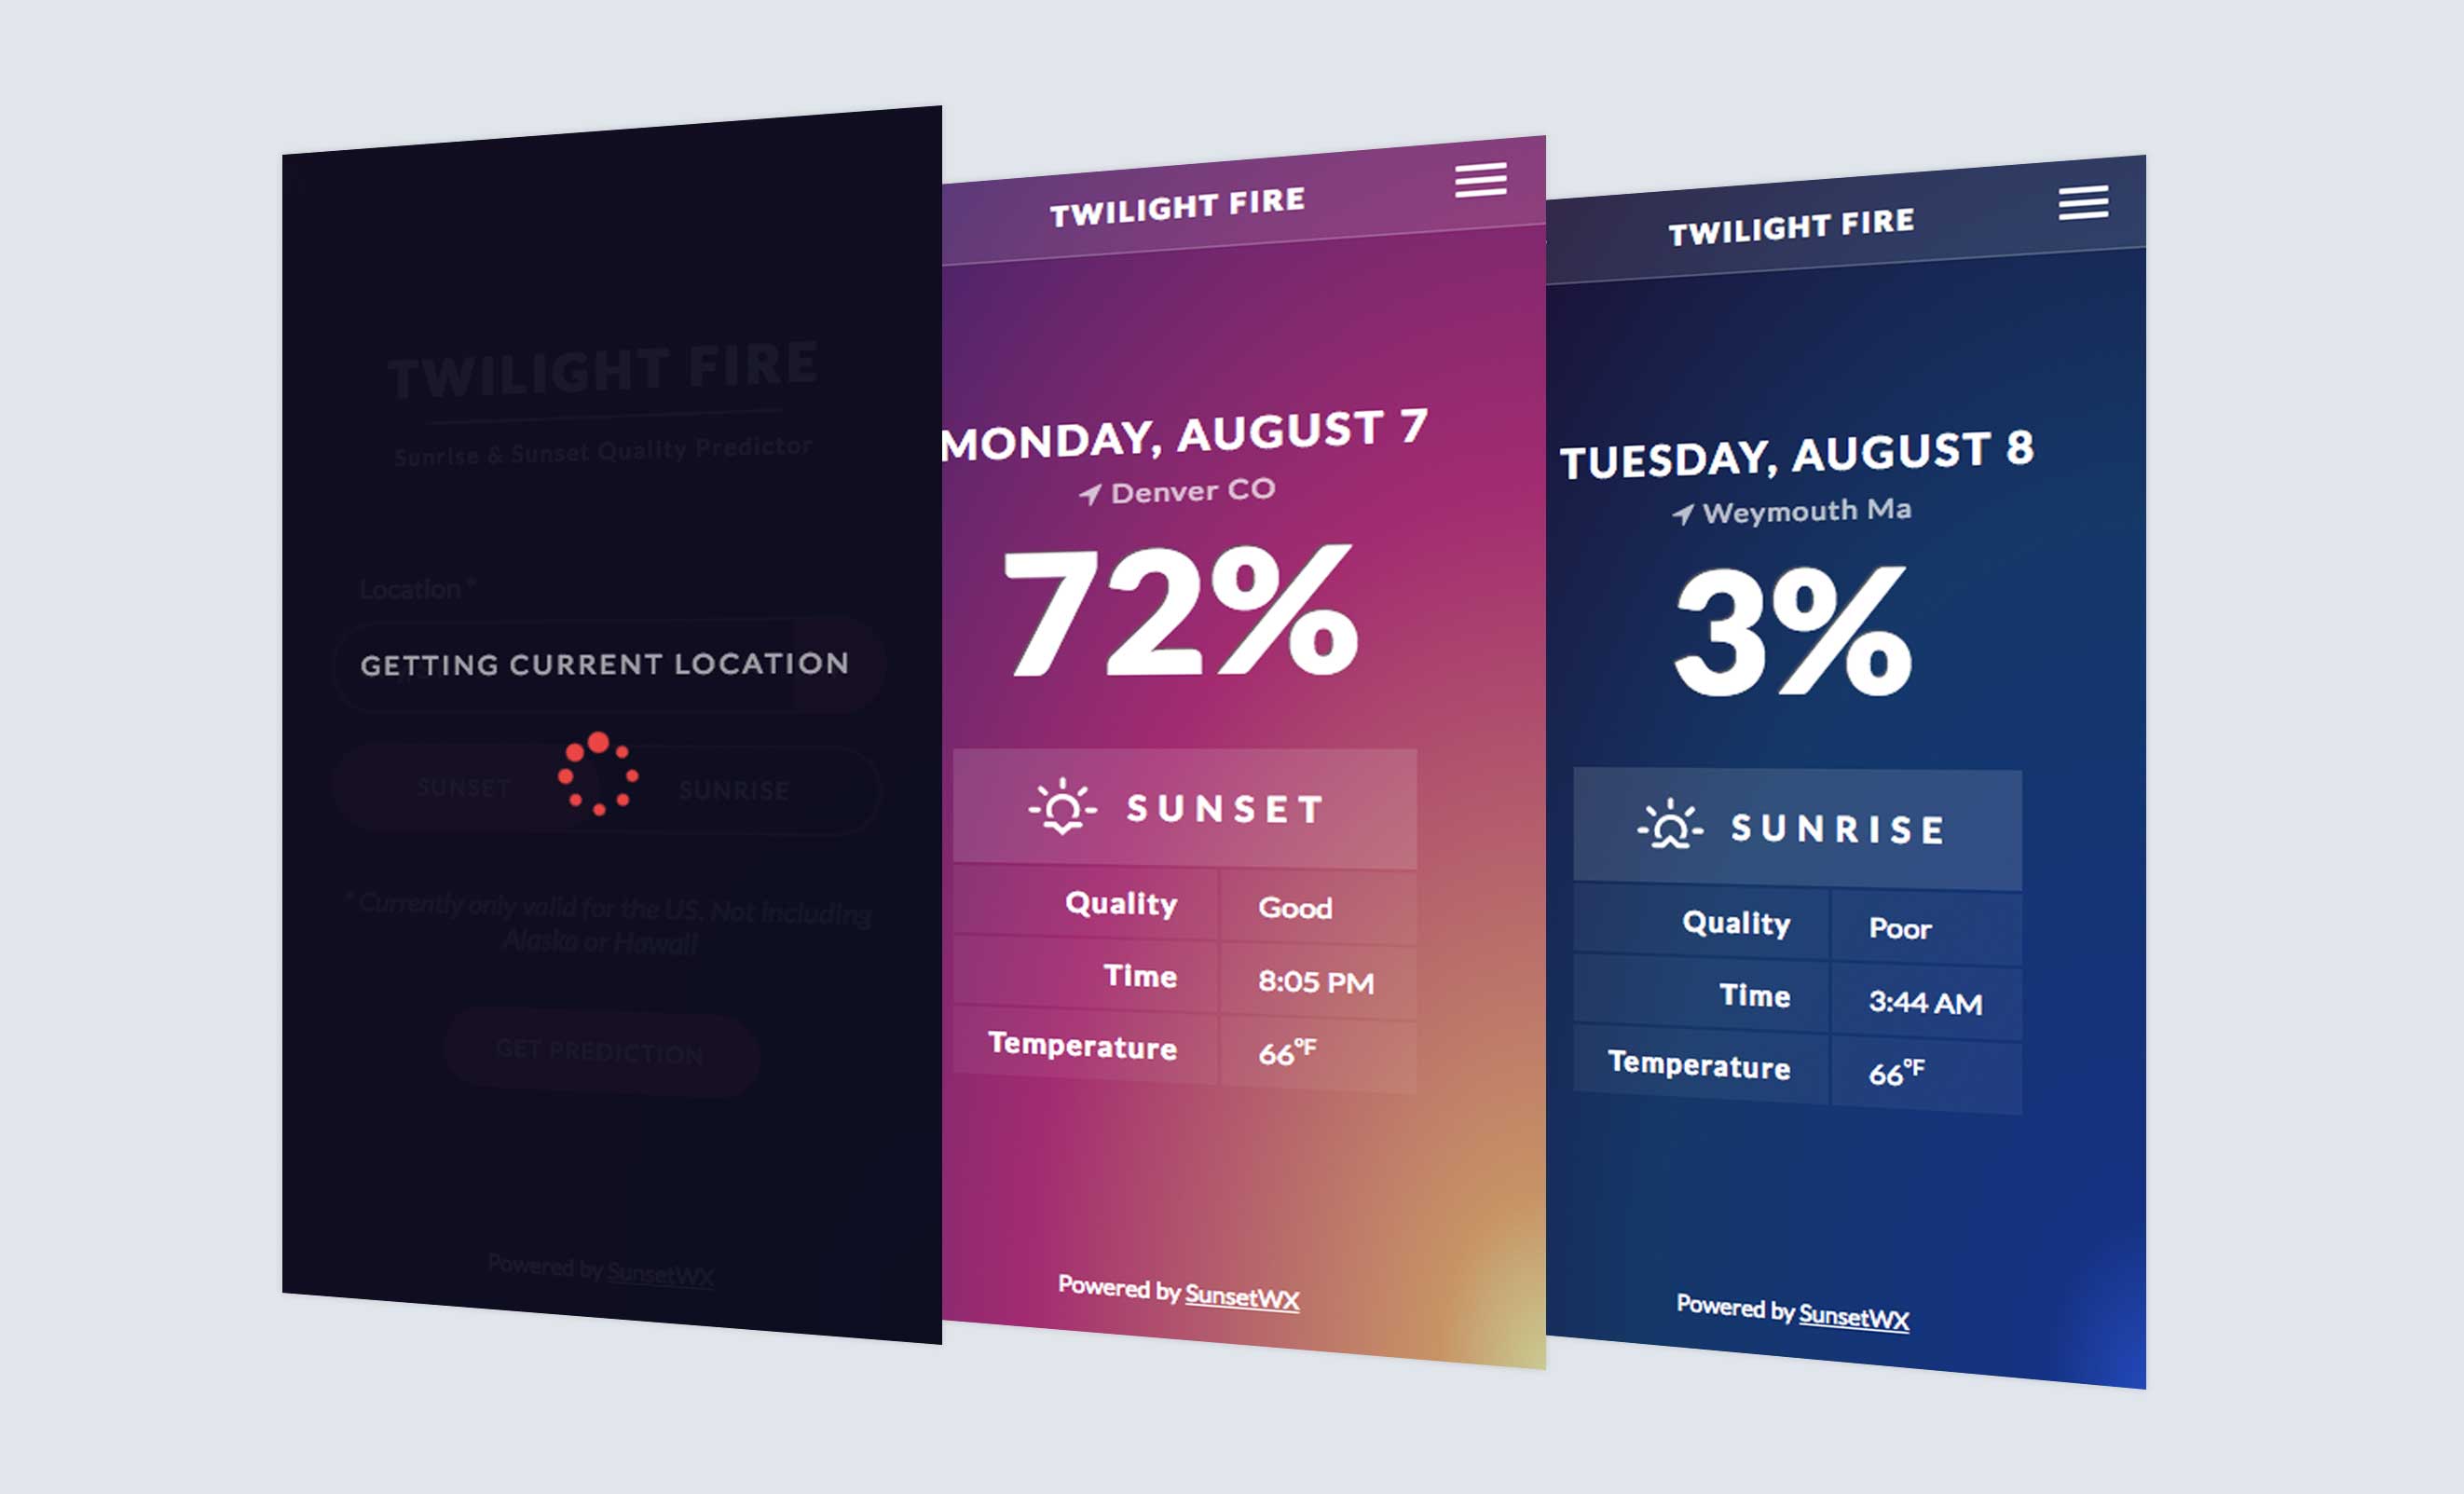 TWILIGHT FIRE
Sunrise & Sunset Quality Predictor
Location *
GETTING CURRENT LOCATION
SUNSET SUNRISE
* Currently only valid for the US. Not including
Alaska or Hawaii
GET PREDICTION
Powered by SunsetWX
TWILIGHT FIRE
MONDAY, AUGUST 7
Denver CO
72%
SUNSET
Quality Good
Time 8:05 PM
Temperature 66°F
Powered by SunsetWX
TWILIGHT FIRE
TUESDAY, AUGUST 8
Weymouth Ma
3%
SUNRISE
Quality Poor
Time 3:44 AM
Temperature 66°F
Powered by SunsetWX